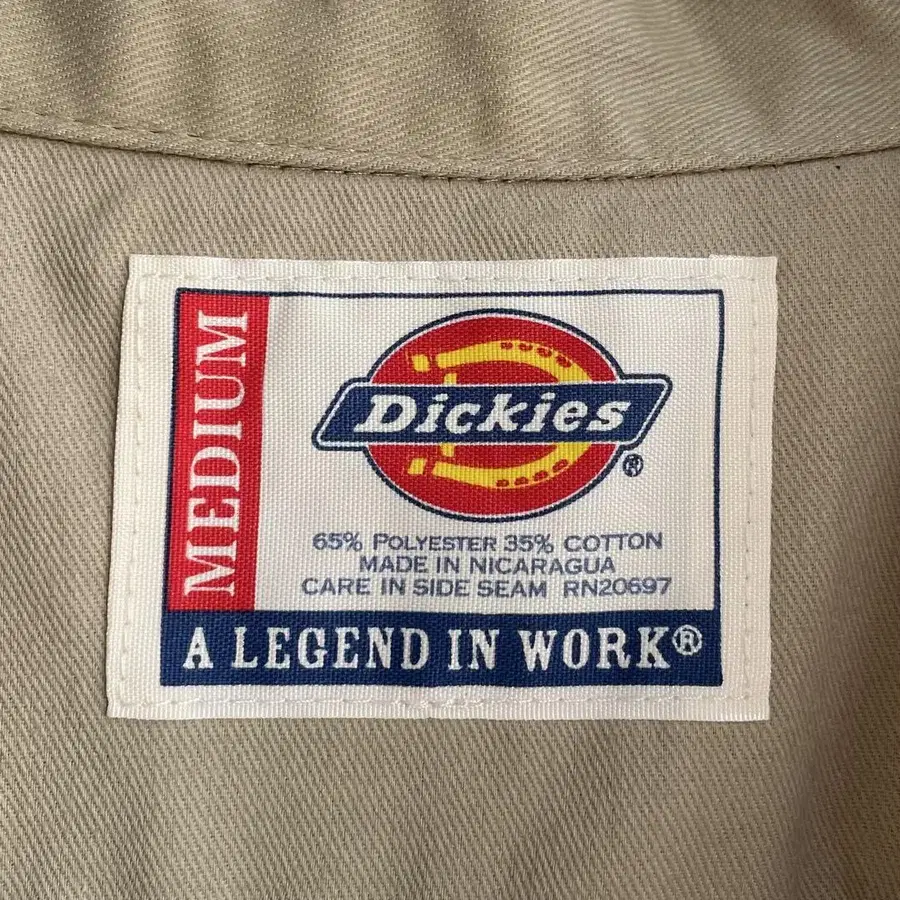 MEDIUM
Dickies®
65% POLYESTER 35% COTTON
MADE IN NICARAGUA
CARE IN SIDE SEAM RN20697
A LEGEND IN WORK®